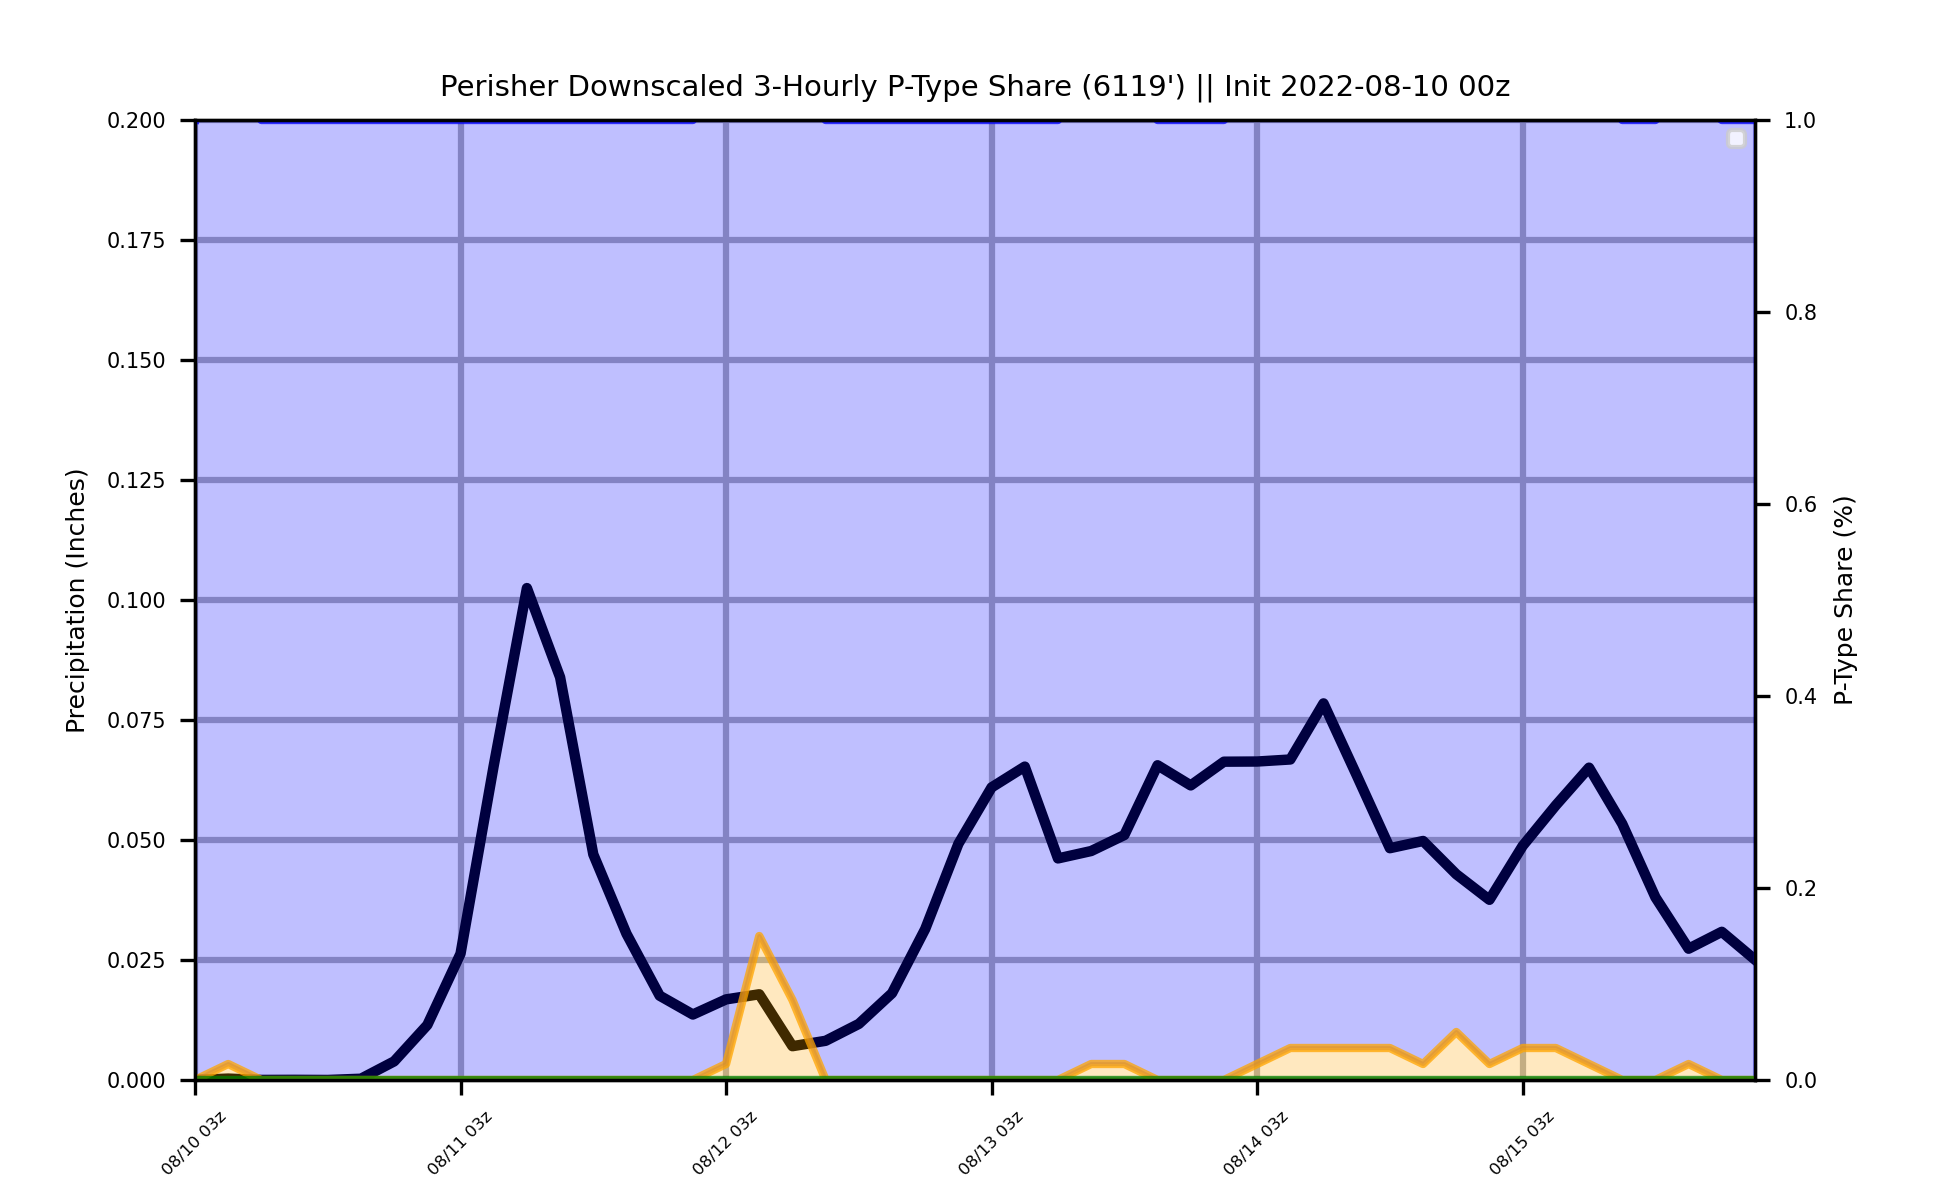 Perisher Downscaled 3-Hourly P-Type Share (6119') || Init 2022-08-10 00z
0.200
0.175
0.150
0.125
0.100
0.075
0.050
0.025
0.000
Precipitation (Inches)
1.0
0.8
0.6
0.4
0.2
0.0
P-Type Share (%)
08/10 03z
08/11 03z
08/12 03z
08/13 03z
08/14 03z
08/15 03z